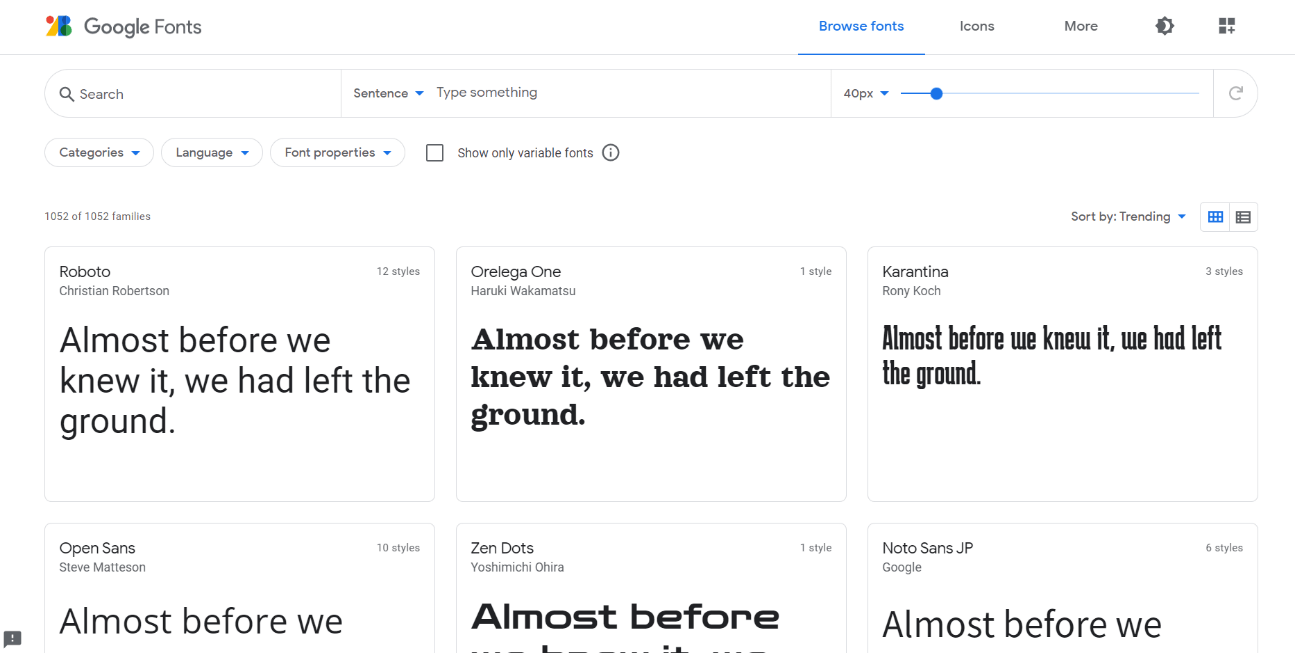 Google Fonts
Browse fonts
Icons
More
Search
Sentence
Type something
40px
Categories
Language
Font properties
Show only variable fonts
1052 of 1052 families
Sort by: Trending
Roboto
12 styles
Christian Robertson
Almost before we
knew it, we had left the
ground.
Orelega One
1 style
Haruki Wakamatsu
Almost before we
knew it, we had left the
ground.
Karantina
3 styles
Rony Koch
Almost before we knew it, we had left
the ground.
Open Sans
10 styles
Steve Matteson
Almost before we
Zen Dots
1 style
Yoshimichi Ohira
Almost before
we knew it, we
Noto Sans JP
6 styles
Google
Almost before we